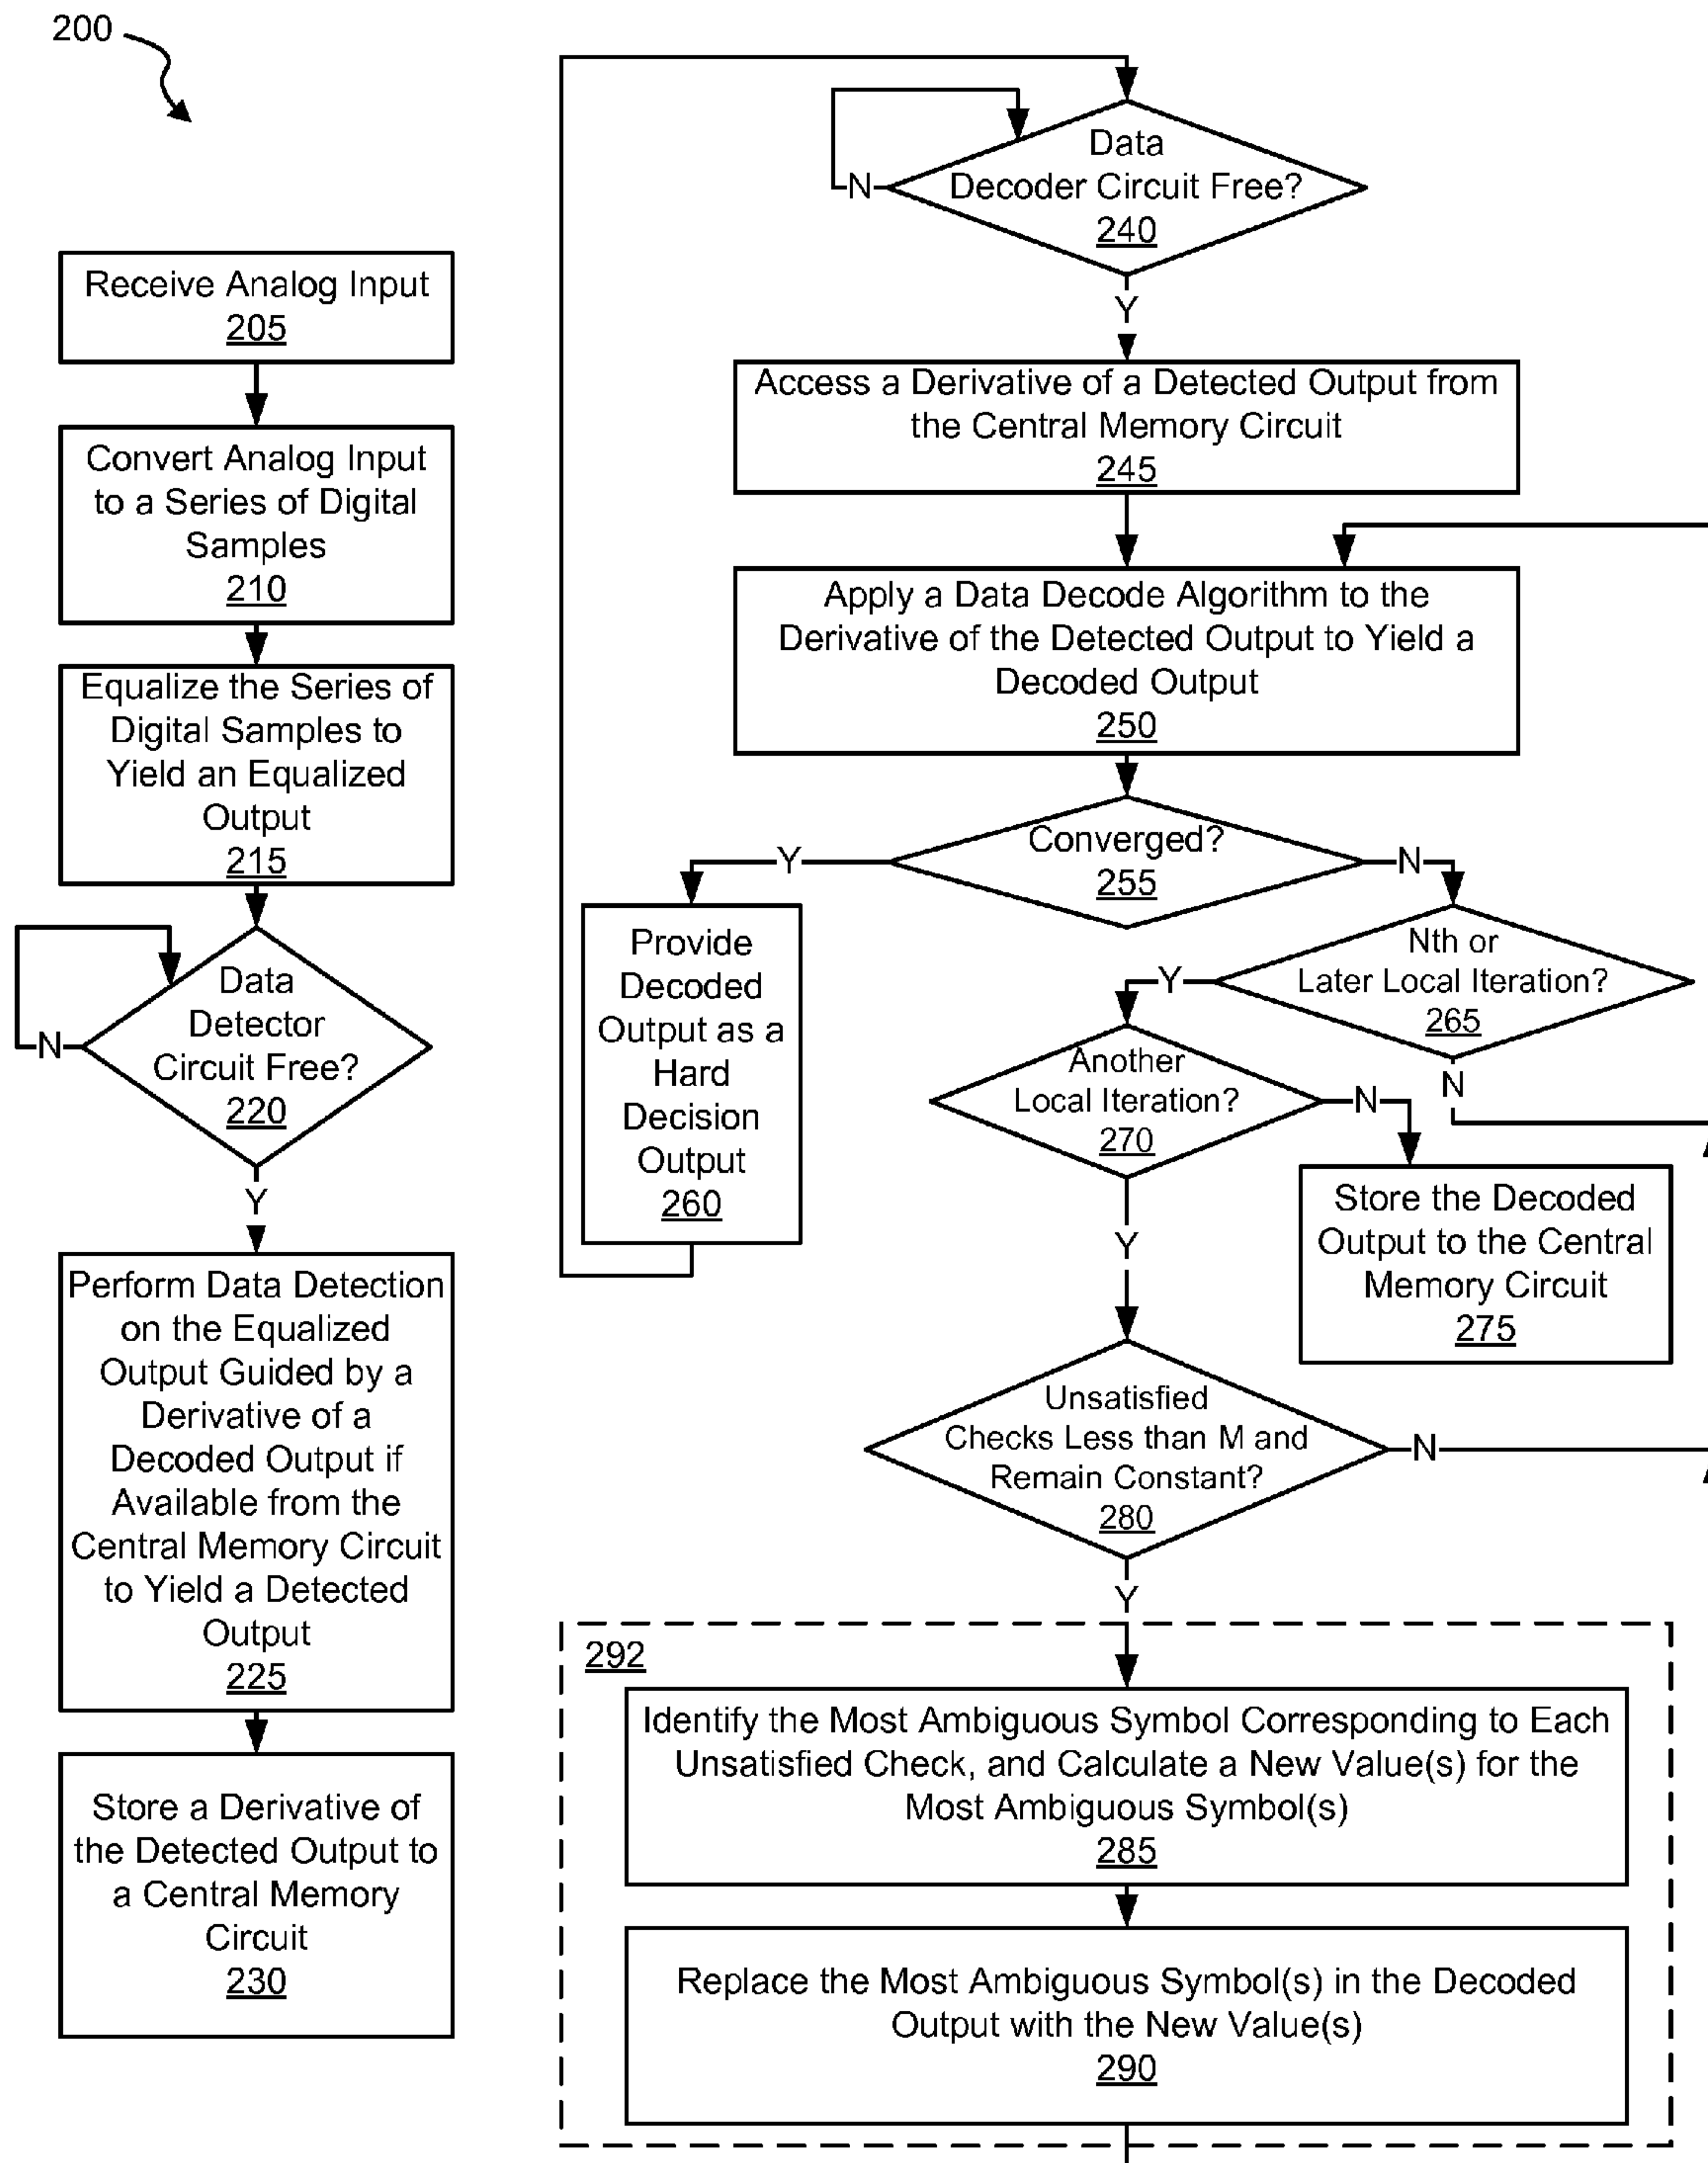 200
Receive Analog Input
205
Convert Analog Input
to a Series of Digital
Samples
210
Equalize the Series of
Digital Samples to
Yield an Equalized
Output
215
Data
Detector
Circuit Free?
220
N
Y
Perform Data Detection
on the Equalized
Output Guided by a
Derivative of a
Decoded Output if
Available from the
Central Memory Circuit
to Yield a Detected
Output
225
Store a Derivative of
the Detected Output to
a Central Memory
Circuit
230
Data
Decoder Circuit Free?
240
N
Y
Access a Derivative of a Detected Output from
the Central Memory Circuit
245
Apply a Data Decode Algorithm to the
Derivative of the Detected Output to Yield a
Decoded Output
250
Converged?
255
Y
N
Provide
Decoded
Output as a
Hard
Decision
Output
260
Nth or
Later Local Iteration?
265
Y
N
Another
Local Iteration?
270
N
Y
Store the Decoded
Output to the Central
Memory Circuit
275
Unsatisfied
Checks Less than M and
Remain Constant?
280
N
Y
292
Identify the Most Ambiguous Symbol Corresponding to Each
Unsatisfied Check, and Calculate a New Value(s) for the
Most Ambiguous Symbol(s)
285
Replace the Most Ambiguous Symbol(s) in the Decoded
Output with the New Value(s)
290